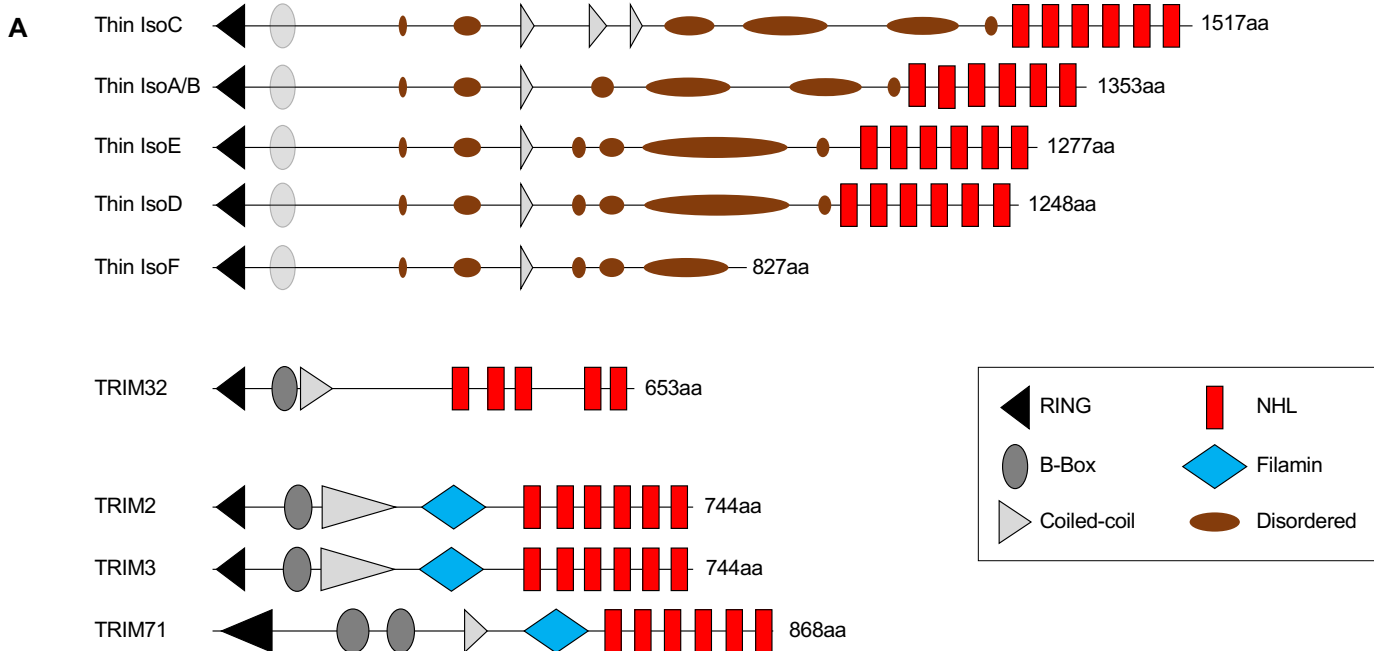 A
Thin IsoC 1517aa
Thin IsoA/B 1353aa
Thin IsoE 1277aa
Thin IsoD 1248aa
Thin IsoF 827aa
TRIM32 653aa
RING NHL
B-Box Filamin
Coiled-coil Disordered
TRIM2 744aa
TRIM3 744aa
TRIM71 868aa